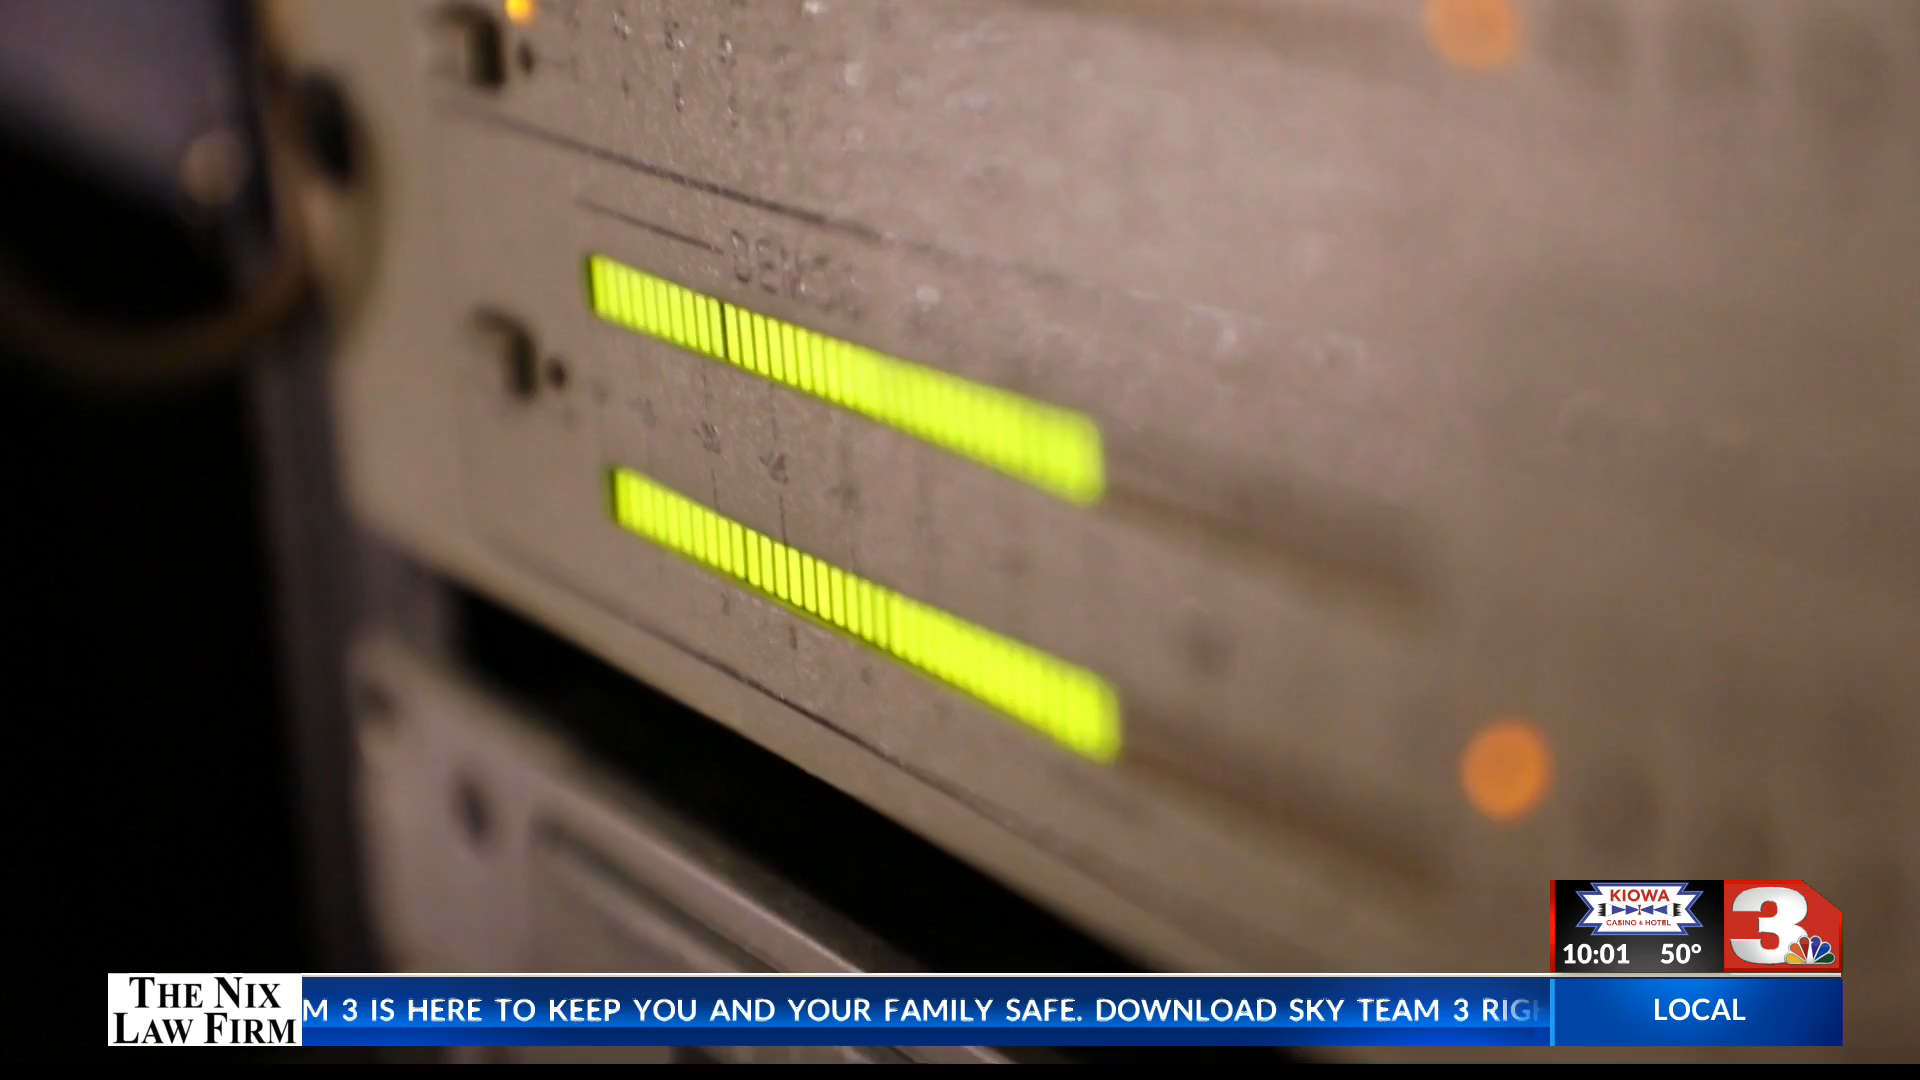 KIOWA
CASINO & HOTEL
10:01 50°
3
THE NIX
LAW FIRM
M 3 IS HERE TO KEEP YOU AND YOUR FAMILY SAFE. DOWNLOAD SKY TEAM 3
LOCAL